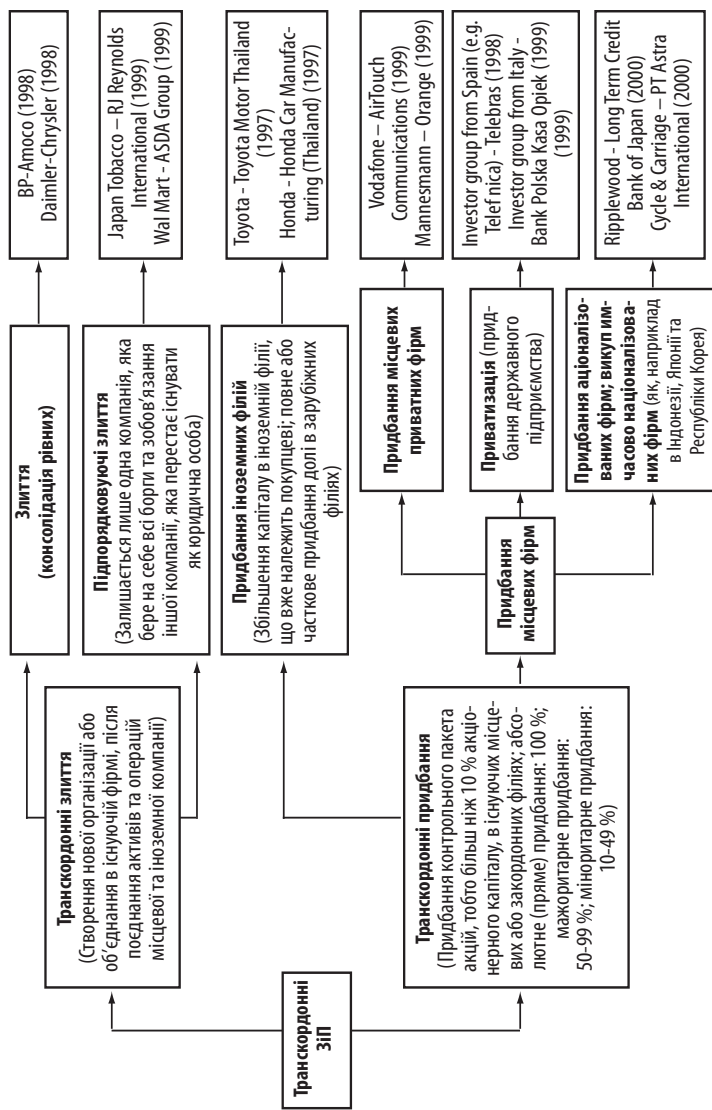 Транскордонні
ЗіП
Транскордонні злиття
(Створення нової організації або
об’єднання в існуючій фірмі, після
поєднання активів та операцій
місцевої та іноземної компанії)
Транскордонні придбання
(Придбання контрольного пакета
акцій, тобто більш ніж 10 % акціо-
нерного капіталу, в існуючих місце-
вих або закордонних філіях; абсо-
лютне (пряме) придбання: 100 %;
мажоритарне придбання:
50-99 %; міноритарне придбання:
10-49 %)
Злиття
(консолідація рівних)
Підпорядковуючі злиття
(Залишається лише одна компанія, яка
бере на себе всі борги та зобов’язання
іншої компанії, яка перестає існувати
як юридична особа)
Придбання іноземних філій
(Збільшення капіталу в іноземній філії,
що вже належить покупцеві; повне або
часткове придбання долі в зарубіжних
філіях)
Придбання
місцевих фірм
Придбання місцевих
приватних фірм
Приватизація (прид-
бання державного
підприємства)
Придбання аціоналізо-
ваних фірм; викуп им-
часово націоналізова-
них фірм (як, наприклад
в Індонезії, Японії та
Республіки Корея)
BP-Amoco (1998)
Daimler-Chrysler (1998)
Japan Tobacco – RJ Reynolds
International (1999)
Wal Mart - ASDA Group (1999)
Toyota - Toyota Motor Thailand
(1997)
Honda - Honda Car Manufac-
turing (Thailand) (1997)
Vodafone – AirTouch
Communications (1999)
Mannesmann – Orange (1999)
Investor group from Spain (e.g.
Telef nica) – Telebras (1998)
Investor group from Italy -
Bank Polska Kasa Opiek (1999)
(1999)
Ripplewood - Long Term Credit
Bank of Japan (2000)
Cycle & Carriage – PT Astra
International (2000)